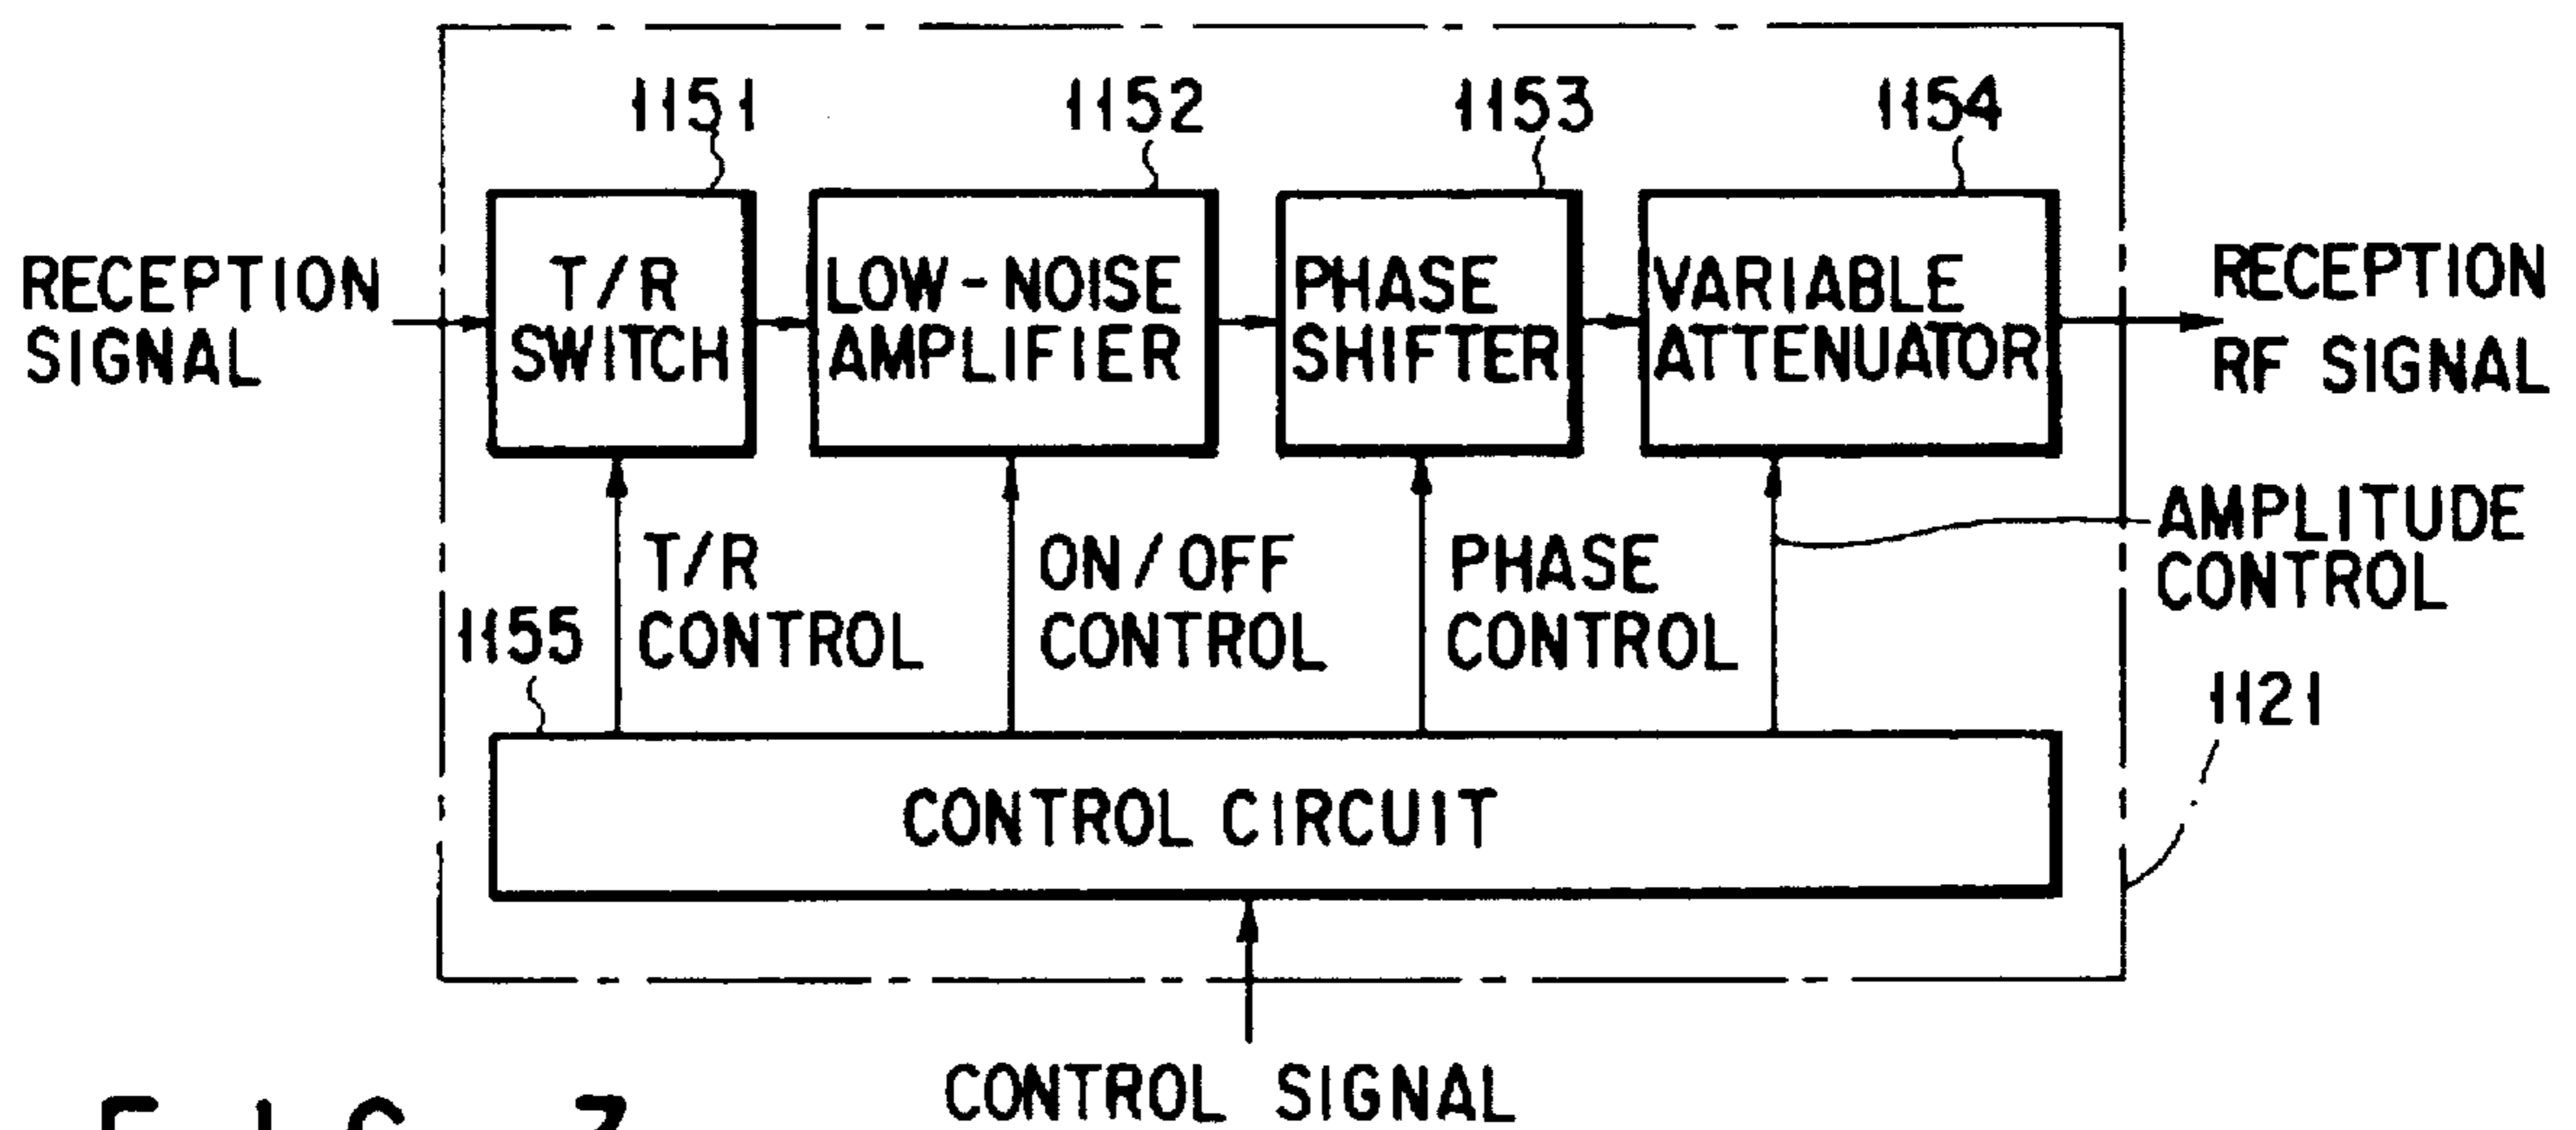 1151
1152
1153
1154
RECEPTION
SIGNAL
T/R
SWITCH
LOW-NOISE
AMPLIFIER
PHASE
SHIFTER
VARIABLE
ATTENUATOR
RECEPTION
RF SIGNAL
T/R
CONTROL
ON/OFF
CONTROL
PHASE
CONTROL
AMPLITUDE
CONTROL
1155
1121
CONTROL CIRCUIT
CONTROL SIGNAL